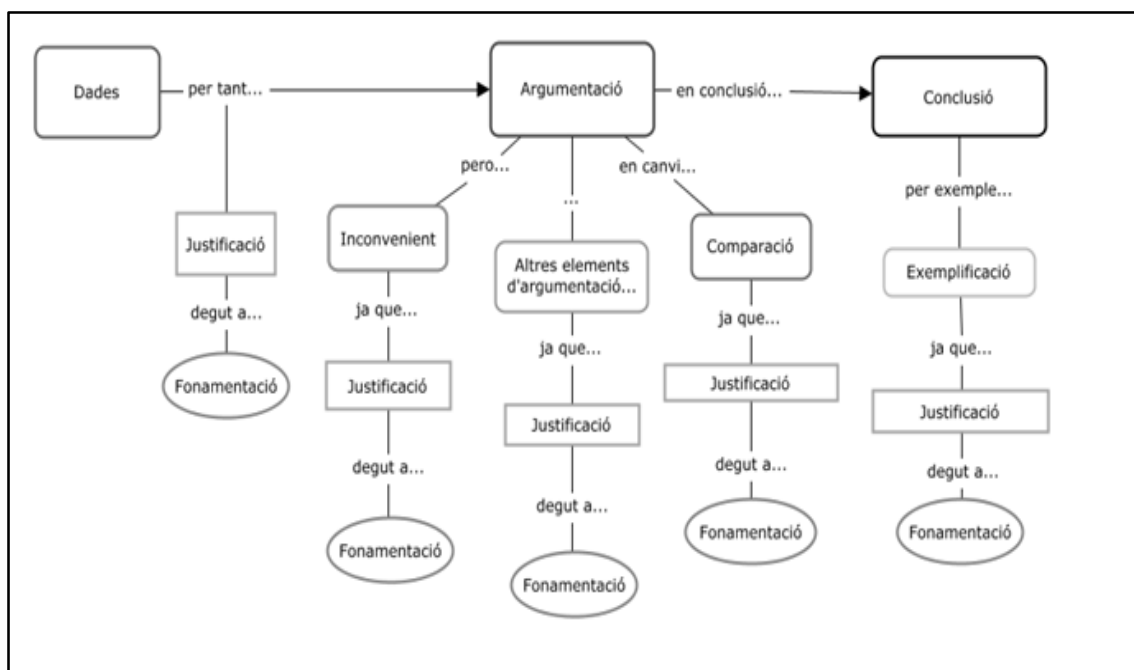 Dades
per tant...
Argumentació
en conclusió...
Conclusió
pero...
...
en canvi...
per exemple...
Justificació
Inconvenient
Altres elements
d'argumentació...
Comparació
Exemplificació
degut a...
ja que...
ja que...
ja que...
ja que...
Fonamentació
Justificació
Justificació
Justificació
Justificació
degut a...
degut a...
degut a...
degut a...
Fonamentació
Fonamentació
Fonamentació
Fonamentació